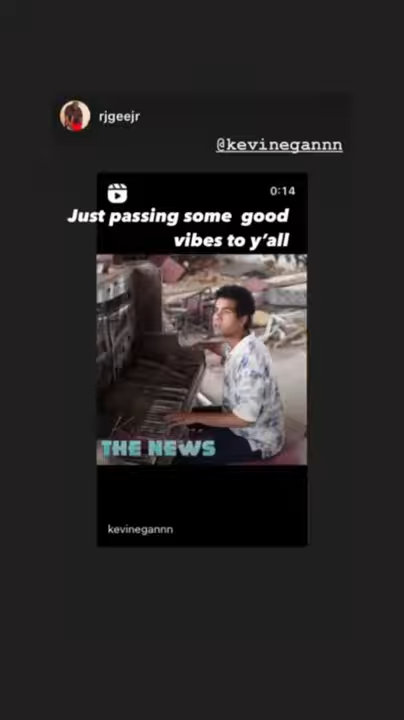 rjgeejr
@kevinegannn
0:14
Just passing some good
vibes to y'all
THE NEWS
kevinegannn